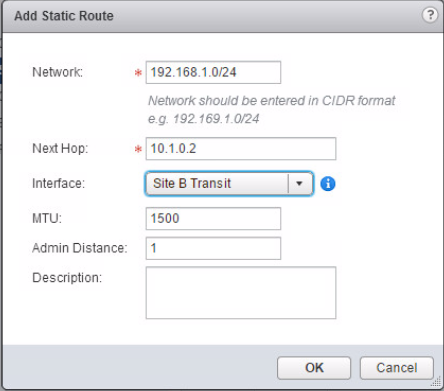 Add Static Route ?
Network: * 192.168.1.0/24
Network should be entered in CIDR format
e.g. 192.169.1.0/24
Next Hop: * 10.1.0.2
Interface: Site B Transit i
MTU: 1500
Admin Distance: 1
Description:
OK Cancel